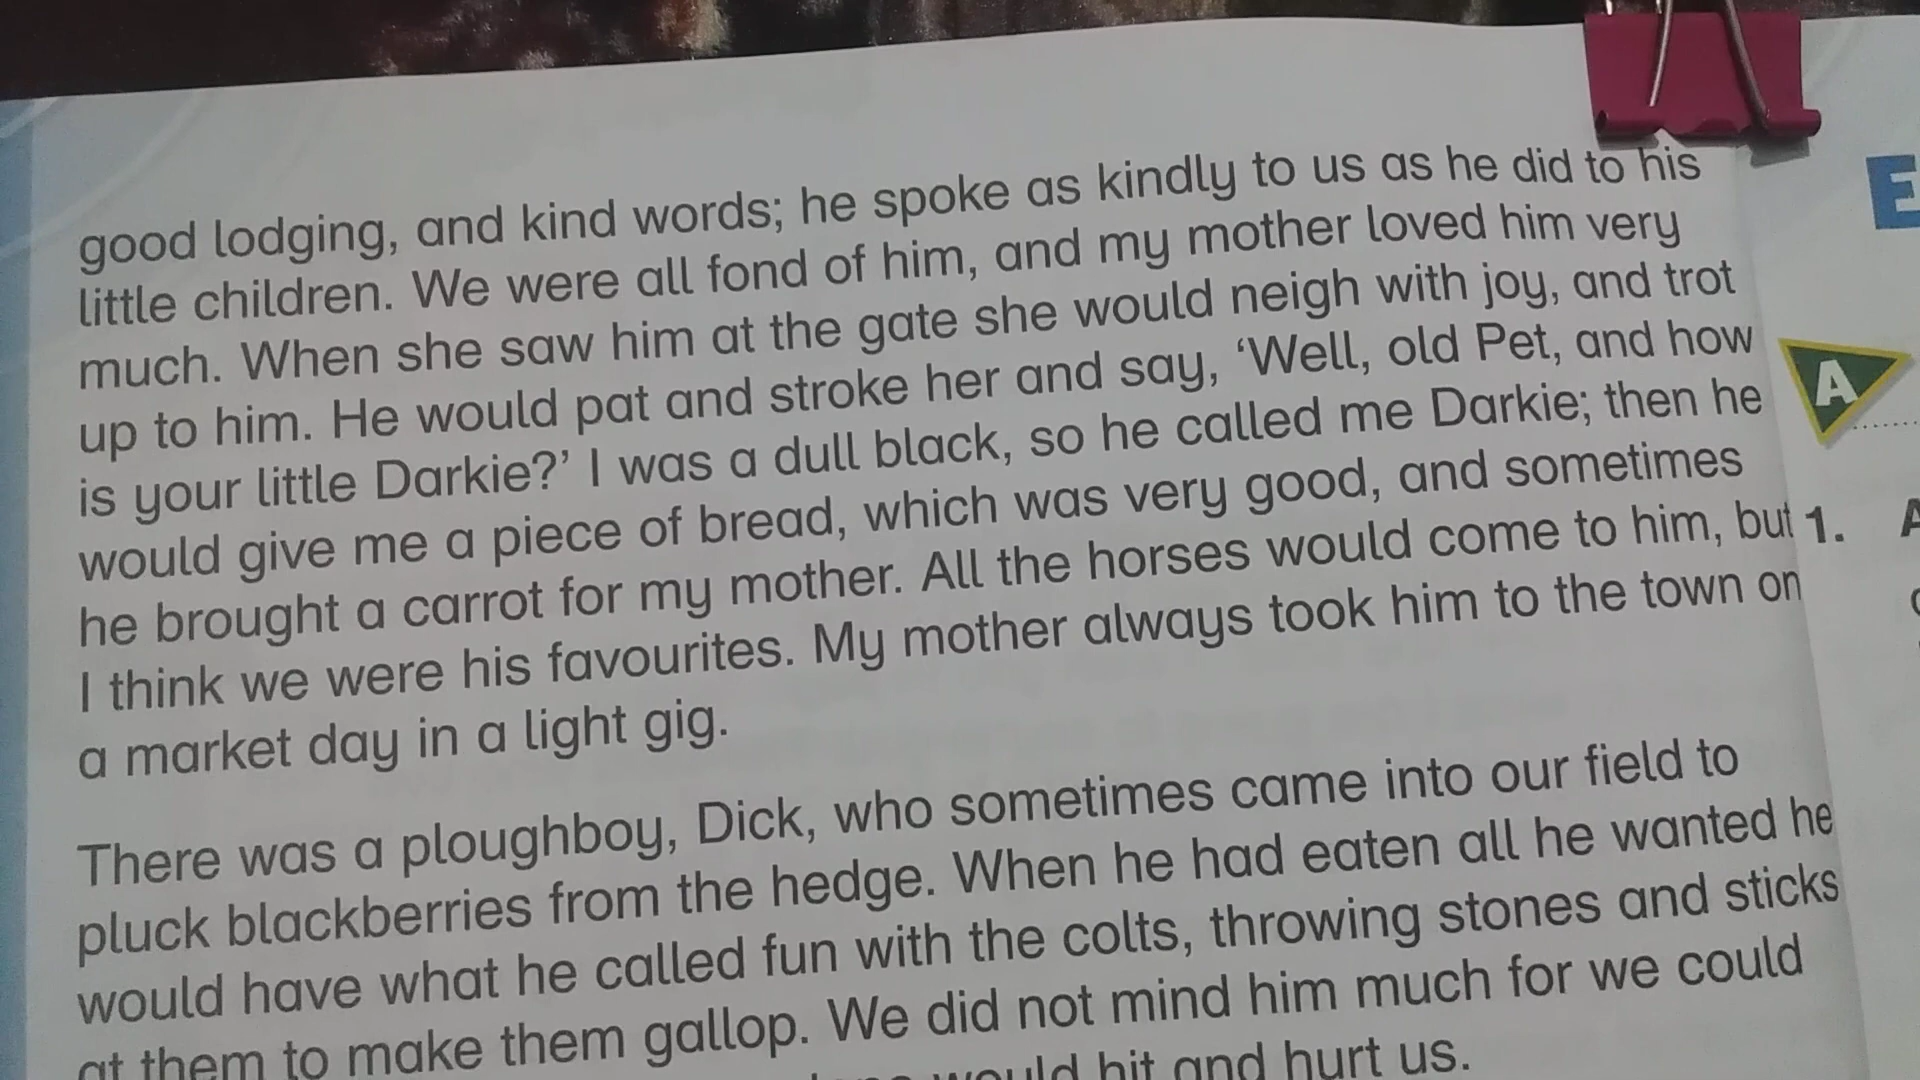 good lodging, and kind words; he spoke as kindly to us as he did to his
little children. We were all fond of him, and my mother loved him very
much. When she saw him at the gate she would neigh with joy, and trot
up to him. He would pat and stroke her and say, ‘Well, old Pet, and how
is your little Darkie?’ I was a dull black, so he called me Darkie; then he
would give me a piece of bread, which was very good, and sometimes
he brought a carrot for my mother. All the horses would come to him, but
I think we were his favourites. My mother always took him to the town on
a market day in a light gig.
There was a ploughboy, Dick, who sometimes came into our field to
pluck blackberries from the hedge. When he had eaten all he wanted he
would have what he called fun with the colts, throwing stones and sticks
at them to make them gallop. We did not mind him much for we could
would hit and hurt us.
E
A
1.